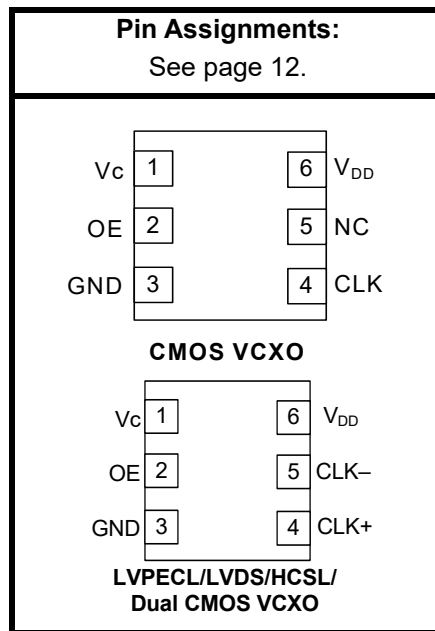 Pin Assignments:
See page 12.
Vc 1 6 VDD
OE 2 5 NC
GND 3 4 CLK
CMOS VCXO
Vc 1 6 VDD
OE 2 5 CLK–
GND 3 4 CLK+
LVPECL/LVDS/HCSL/
Dual CMOS VCXO